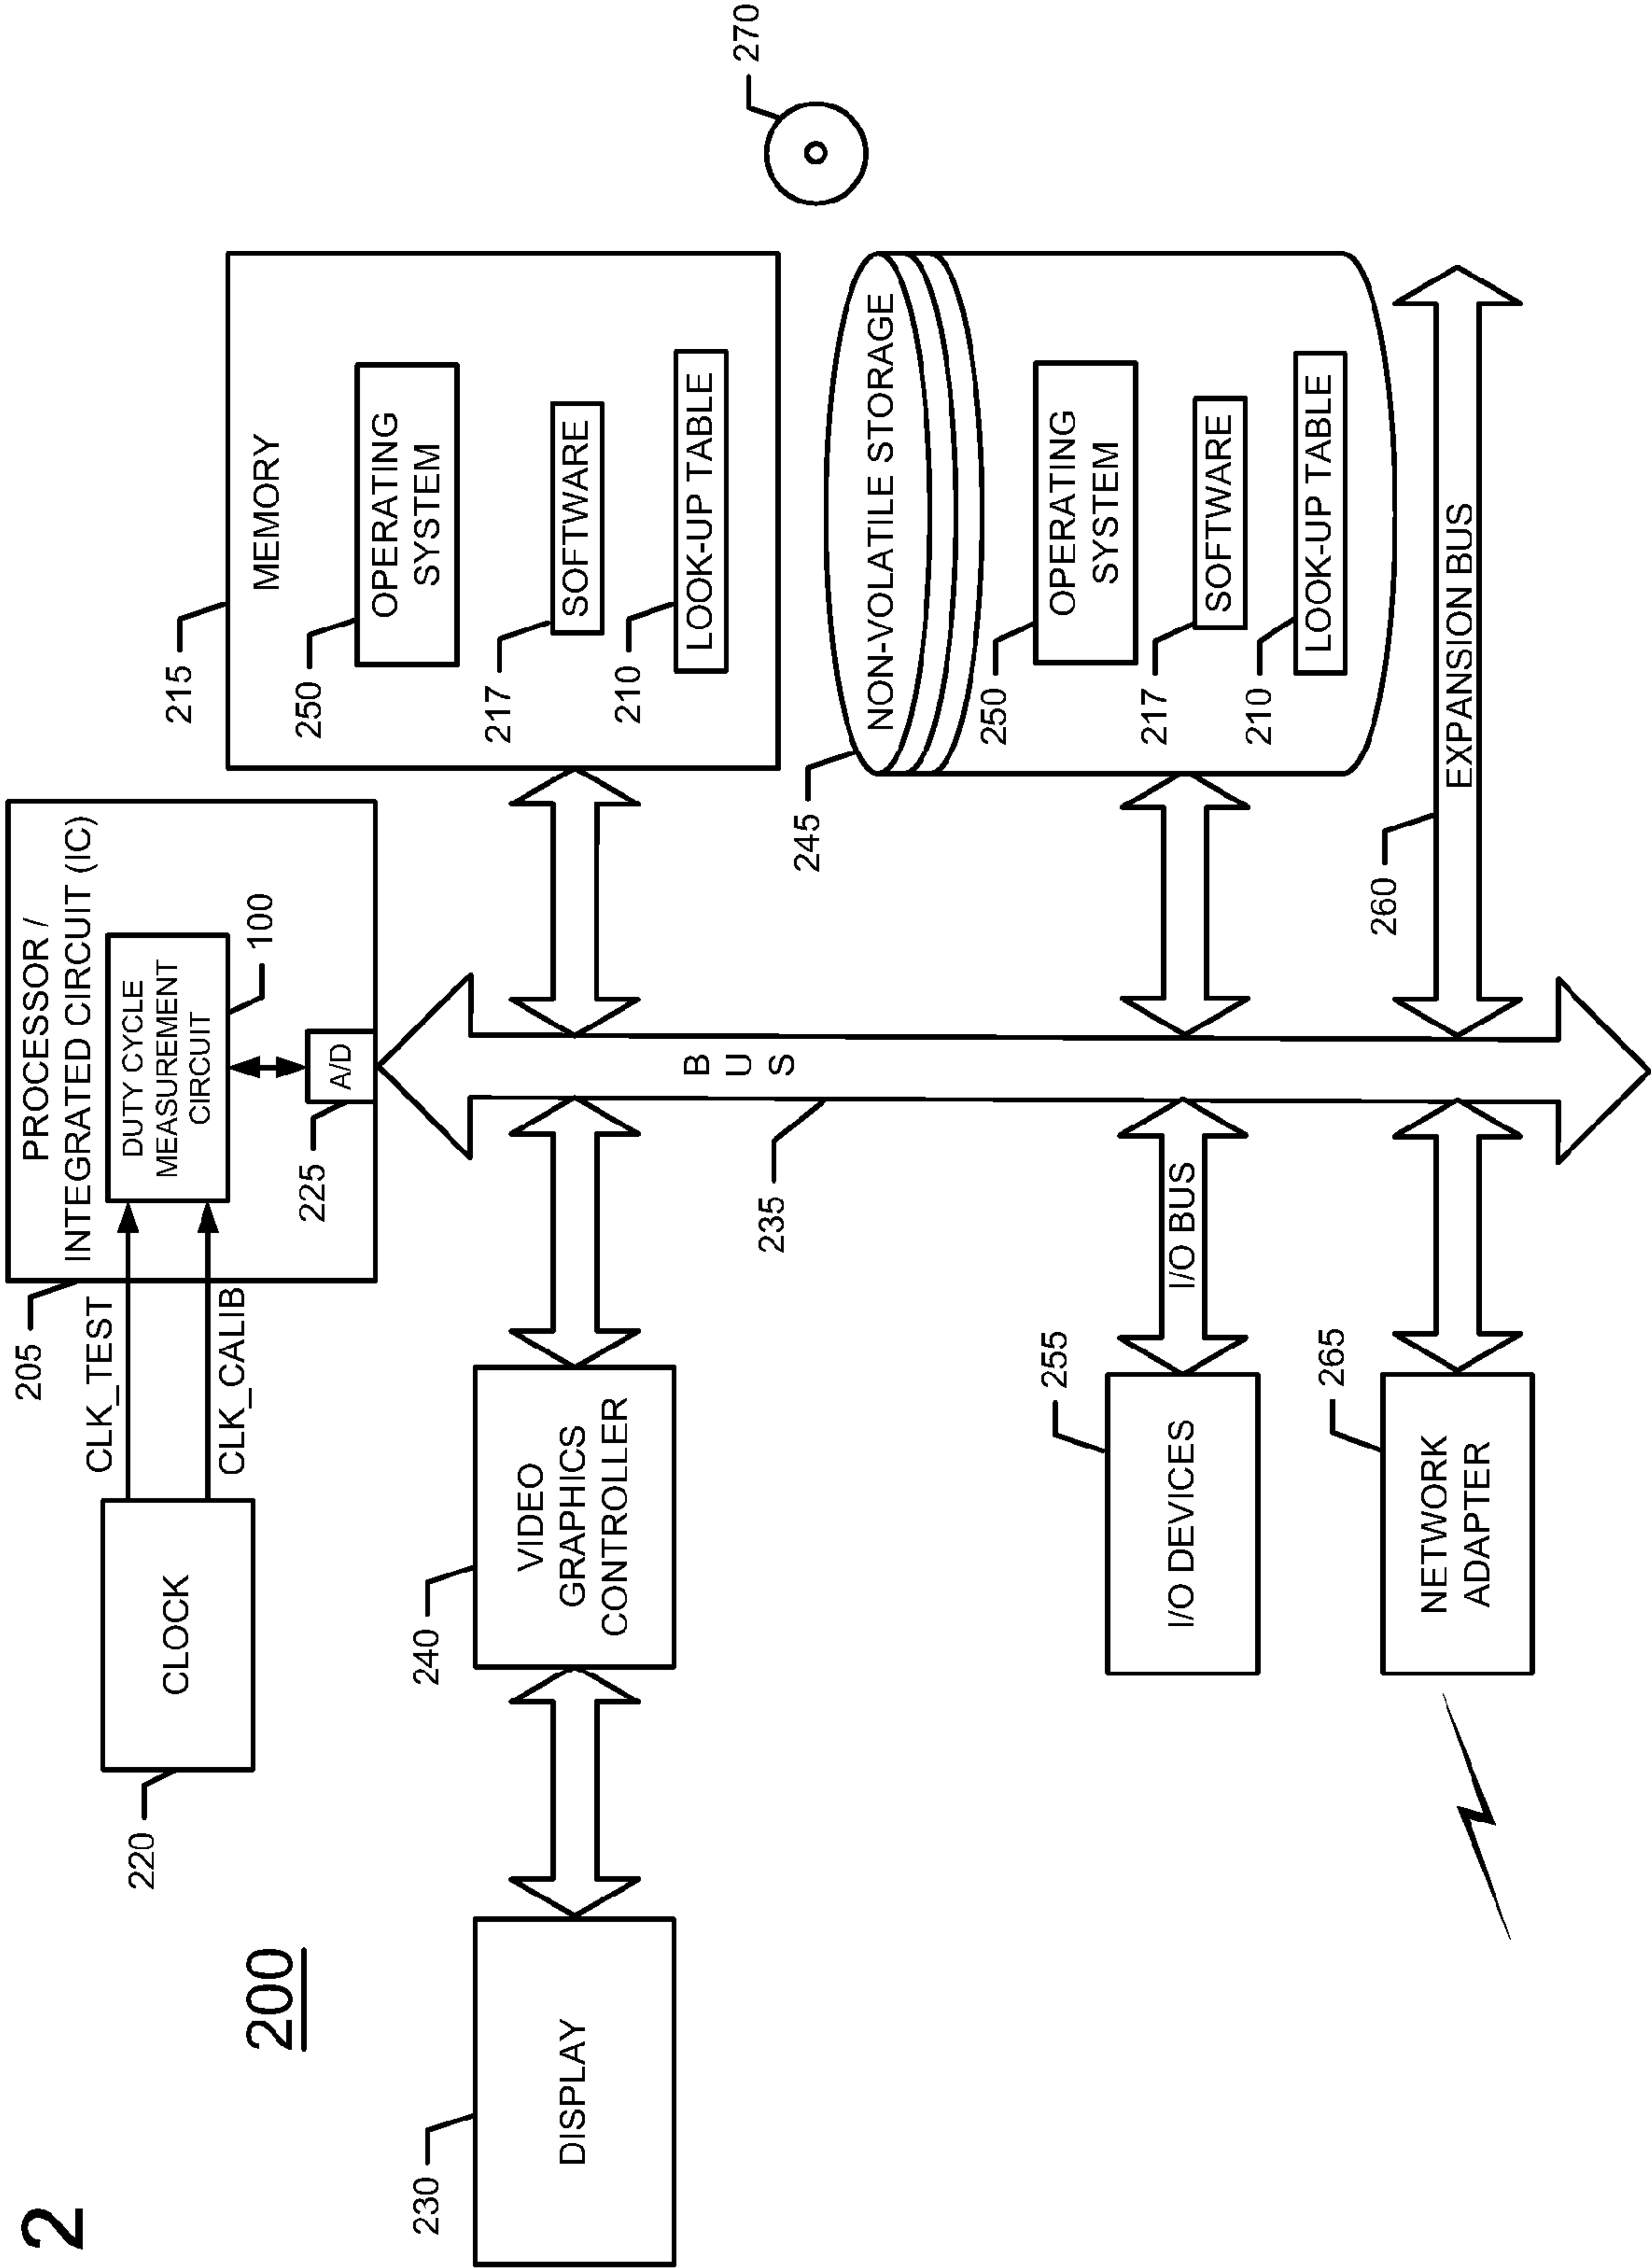 2
200
205
PROCESSOR /
INTEGRATED CIRCUIT (IC)
DUTY CYCLE
MEASUREMENT
CIRCUIT
100
A/D
225
CLK_TEST
CLK_CALIB
CLOCK
220
215
MEMORY
250
OPERATING
SYSTEM
217
SOFTWARE
210
LOOK-UP TABLE
270
230
DISPLAY
240
VIDEO
GRAPHICS
CONTROLLER
B
U
S
235
245
NON-VOLATILE STORAGE
250
OPERATING
SYSTEM
217
SOFTWARE
210
LOOK-UP TABLE
255
I/O DEVICES
I/O BUS
260
EXPANSION BUS
265
NETWORK
ADAPTER